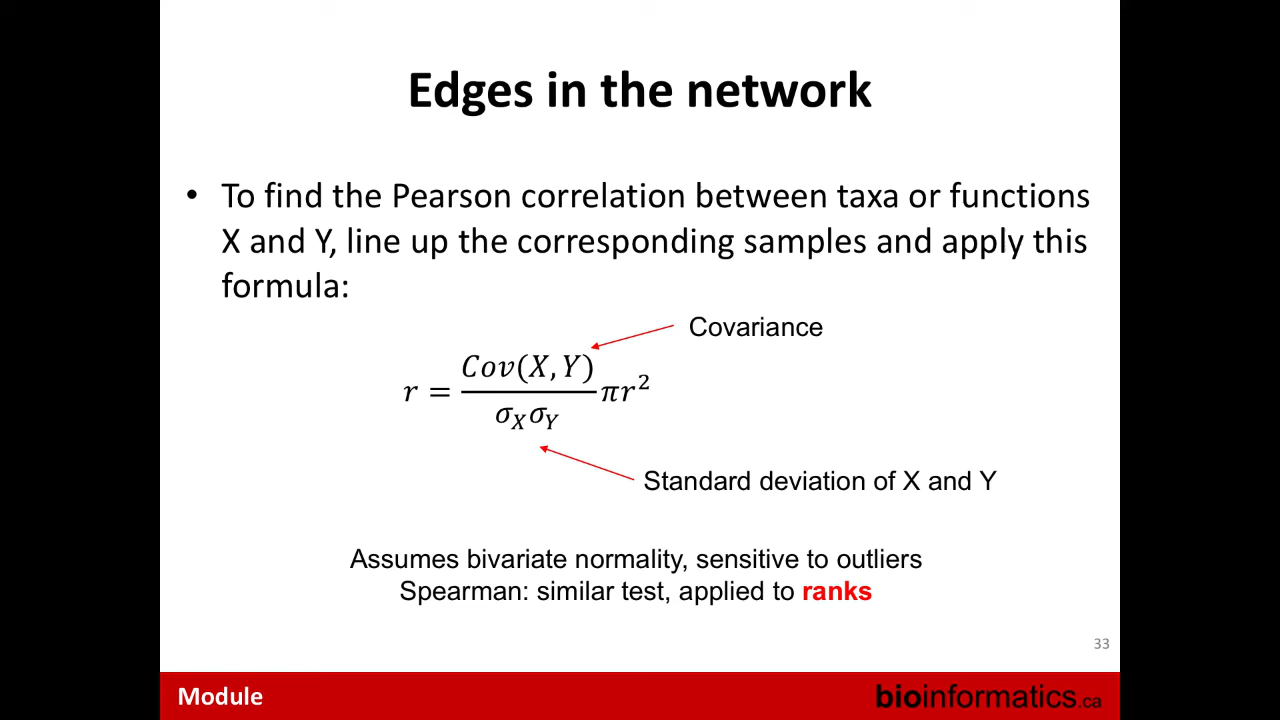 Edges in the network
• To find the Pearson correlation between taxa or functions
X and Y, line up the corresponding samples and apply this
formula:
Covariance
r = Cov(X, Y) / σ_X σ_Y πr²
Standard deviation of X and Y
Assumes bivariate normality, sensitive to outliers
Spearman: similar test, applied to ranks
33
Module
bioinformatics.ca